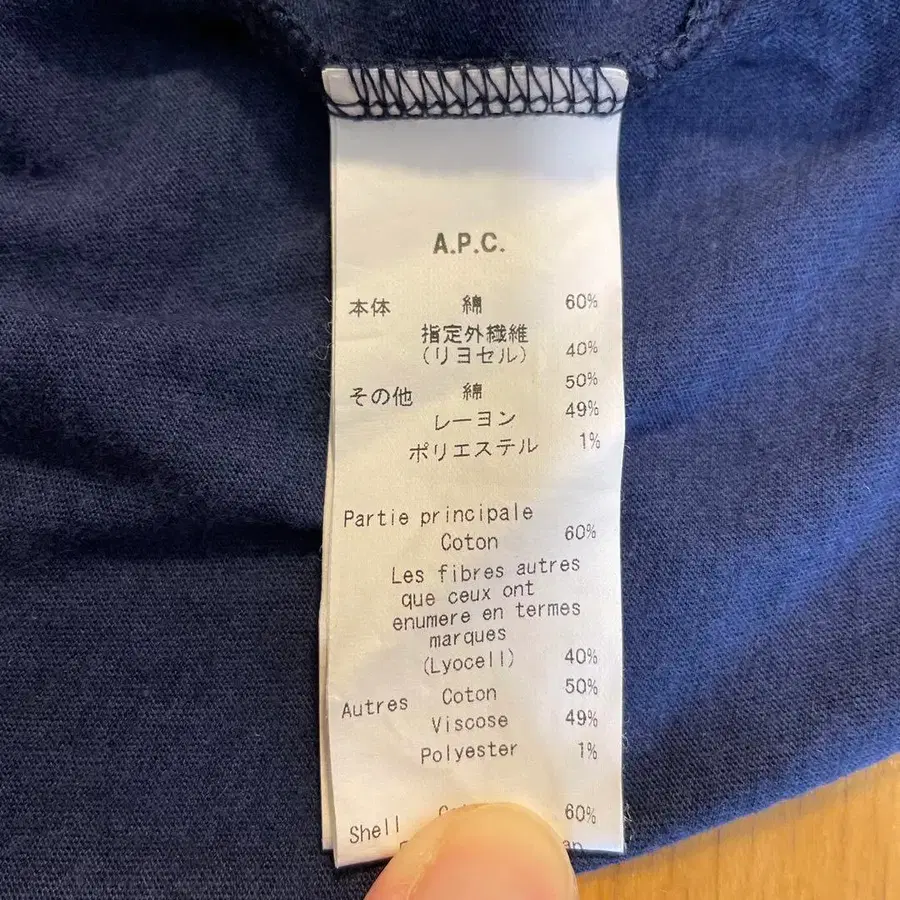 A.P.C.
本体 綿 60%
指定外繊維
(リヨセル) 40%
その他 綿 50%
レーヨン 49%
ポリエステル 1%
Partie principale
Coton 60%
Les fibres autres
que ceux ont
enumere en termes
marques
(Lyocell) 40%
Autres Coton 50%
Viscose 49%
Polyester 1%
Shell 60%